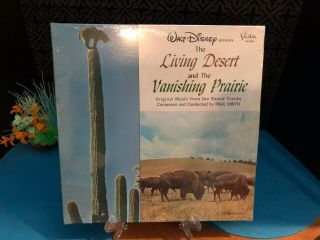 WALT DISNEY presents
Vista
The
Living Desert
and The
Vanishing Prairie
Original Music from the Sound Tracks
Composed and Conducted by PAUL SMITH